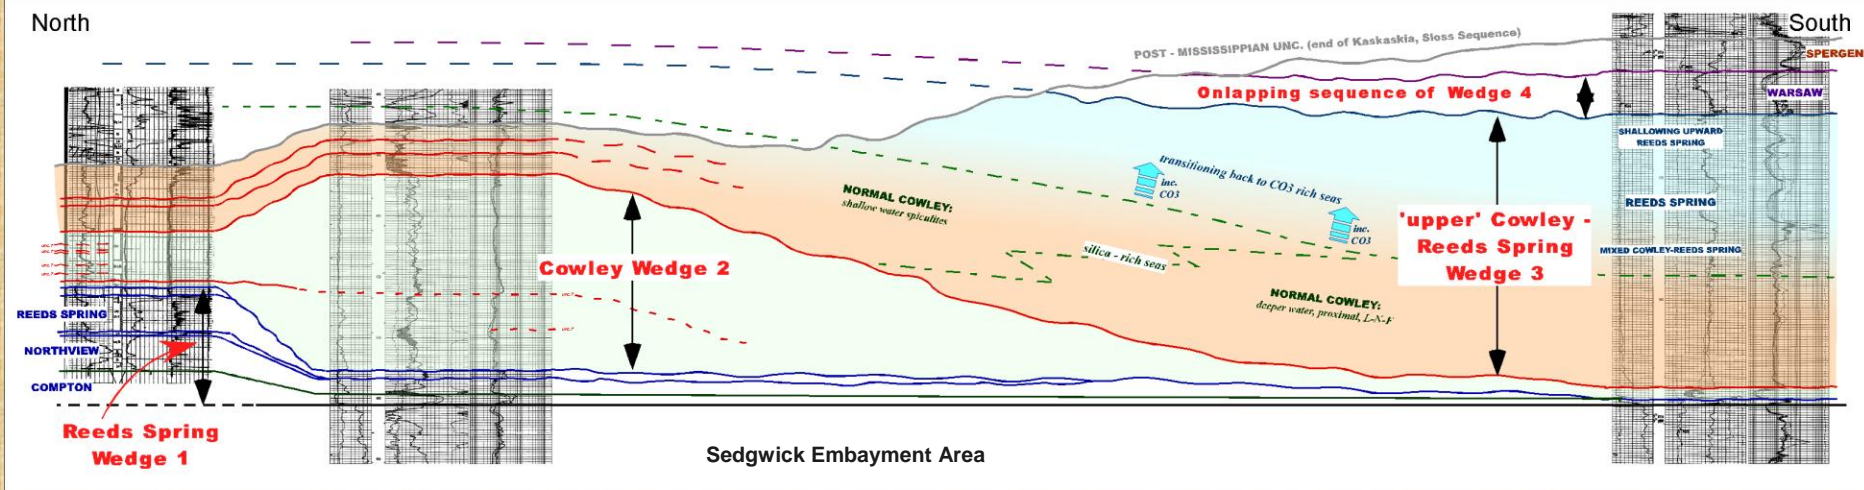 North
South
POST - MISSISSIPPIAN UNC. (end of Kaskaskia, Sloss Sequence)
SPERGEN
Onlapping sequence of Wedge 4
WARSAW
SHALLOWING UPWARD
REEDS SPRING
transitioning back to CO3 rich seas
inc.
CO3
inc.
CO3
NORMAL COWLEY:
shallow water spiculites
REEDS SPRING
'upper' Cowley -
Reeds Spring
Wedge 3
MIXED COWLEY-REEDS SPRING
silica - rich seas
Cowley Wedge 2
NORMAL COWLEY:
deeper water, proximal, L-N-F
REEDS SPRING
NORTHVIEW
COMPTON
Reeds Spring
Wedge 1
Sedgwick Embayment Area